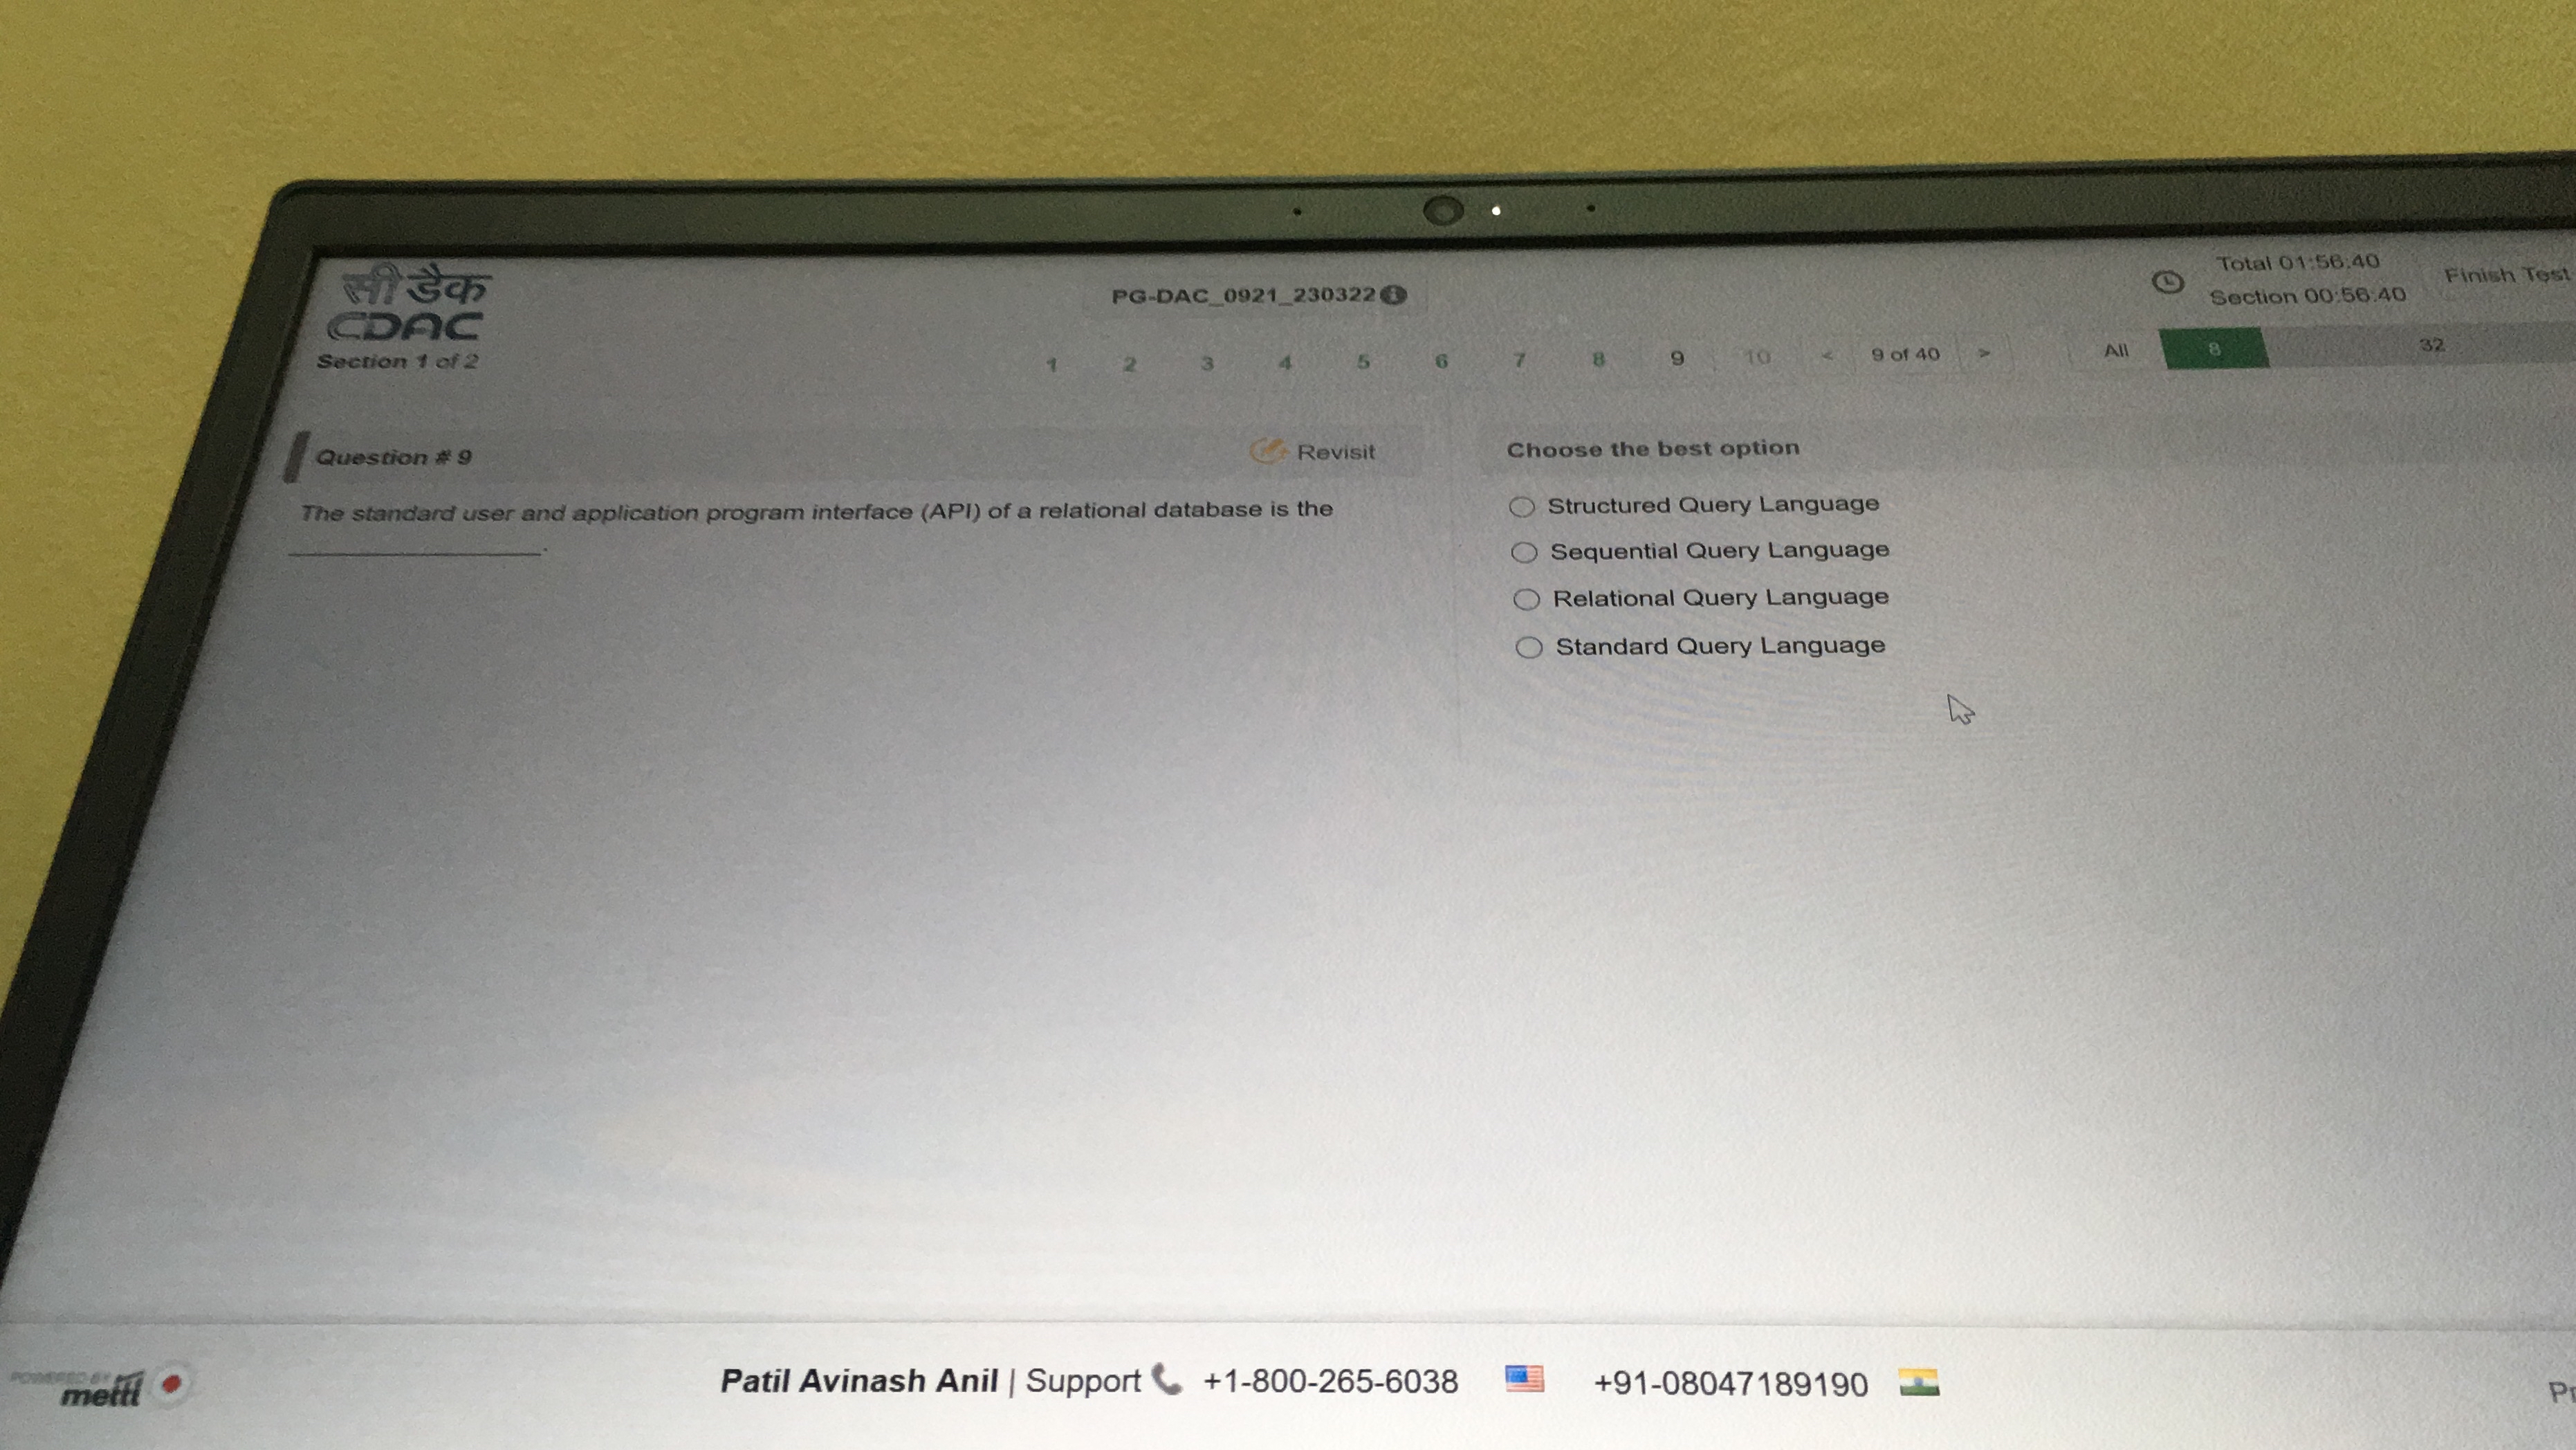 सी डैक
CDAC
Section 1 of 2
PG-DAC_0921_230322
Total 01:56:40
Section 00:56:40
Finish Test
1 2 3 4 5 6 7 8 9 10 < 9 of 40 >
All 8 32
Question # 9
Revisit
The standard user and application program interface (API) of a relational database is the
____________________.
Choose the best option
Structured Query Language
Sequential Query Language
Relational Query Language
Standard Query Language
POWERED BY
mettl
Patil Avinash Anil | Support +1-800-265-6038 +91-08047189190